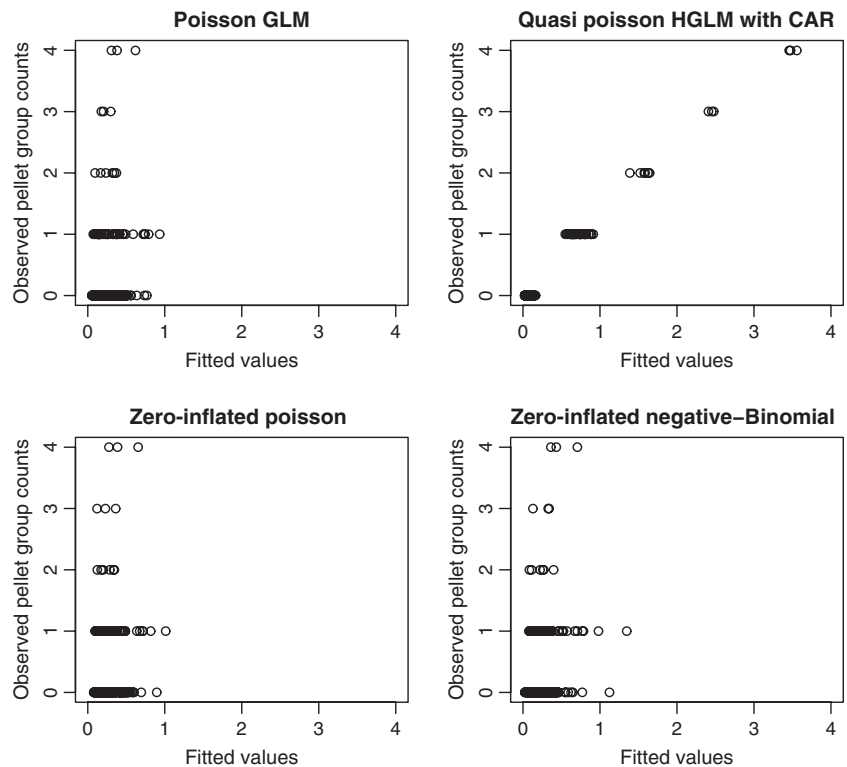 Poisson GLM
Observed pellet group counts
0 1 2 3 4
0 1 2 3 4
Fitted values
Quasi poisson HGLM with CAR
Observed pellet group counts
0 1 2 3 4
0 1 2 3 4
Fitted values
Zero-inflated poisson
Observed pellet group counts
0 1 2 3 4
0 1 2 3 4
Fitted values
Zero-inflated negative−Binomial
Observed pellet group counts
0 1 2 3 4
0 1 2 3 4
Fitted values